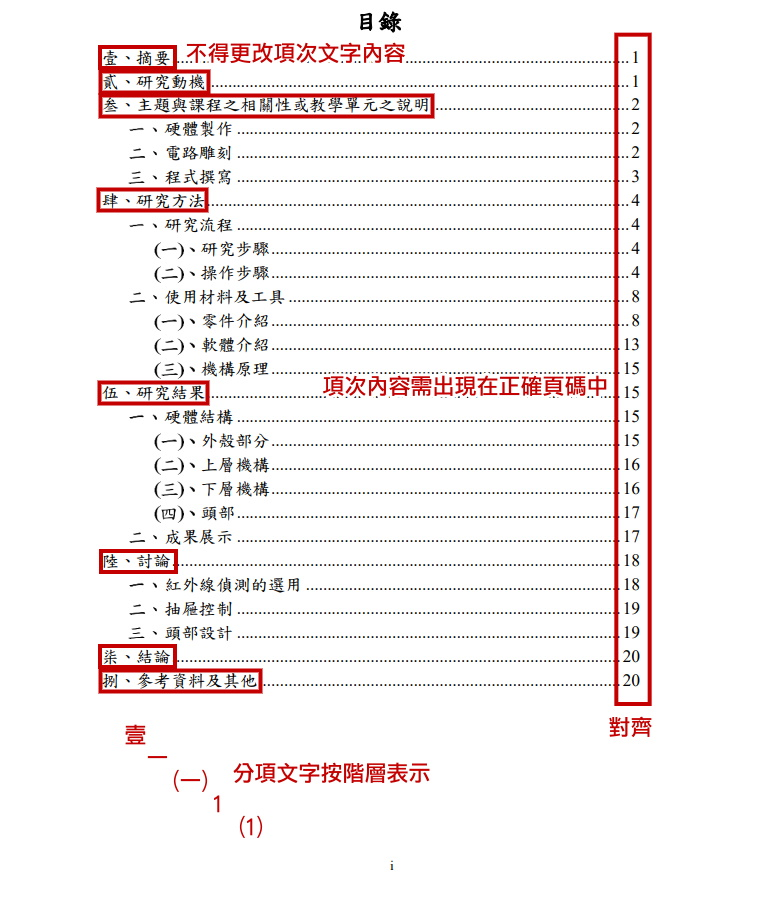 目錄
壹、摘要 不得更改項次文字內容 1
貳、研究動機 1
叁、主題與課程之相關性或教學單元之說明 2
一、硬體製作 2
二、電路雕刻 2
三、程式撰寫 3
肆、研究方法 4
一、研究流程 4
(一)、研究步驟 4
(二)、操作步驟 4
二、使用材料及工具 8
(一)、零件介紹 8
(二)、軟體介紹 13
(三)、機構原理 15
項次內容需出現在正確頁碼中
伍、研究結果 15
一、硬體結構 15
(一)、外殼部分 15
(二)、上層機構 16
(三)、下層機構 16
(四)、頭部 17
二、成果展示 17
陸、討論 18
一、紅外線偵測的選用 18
二、抽屜控制 19
三、頭部設計 19
柒、結論 20
捌、參考資料及其他 20
對齊
壹
一
(一) 分項文字按階層表示
1
(1)
i